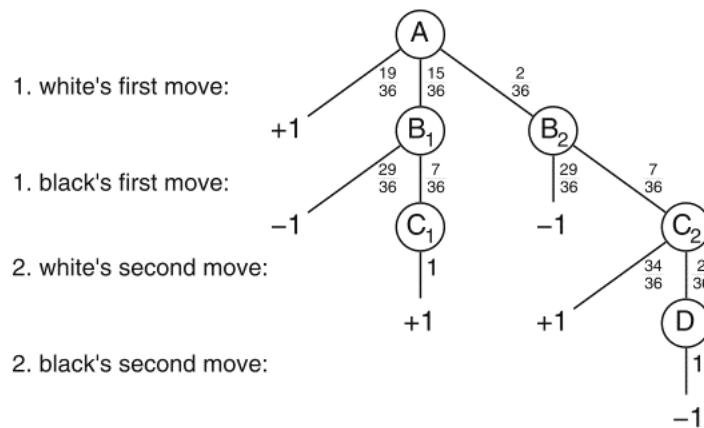 A
1. white's first move: 19/36 15/36 2/36
+1 B₁ B₂
1. black's first move: 29/36 7/36 29/36 7/36
−1 C₁ −1 C₂
2. white's second move: 1 34/36
+1 +1 D
2. black's second move: 1
−1